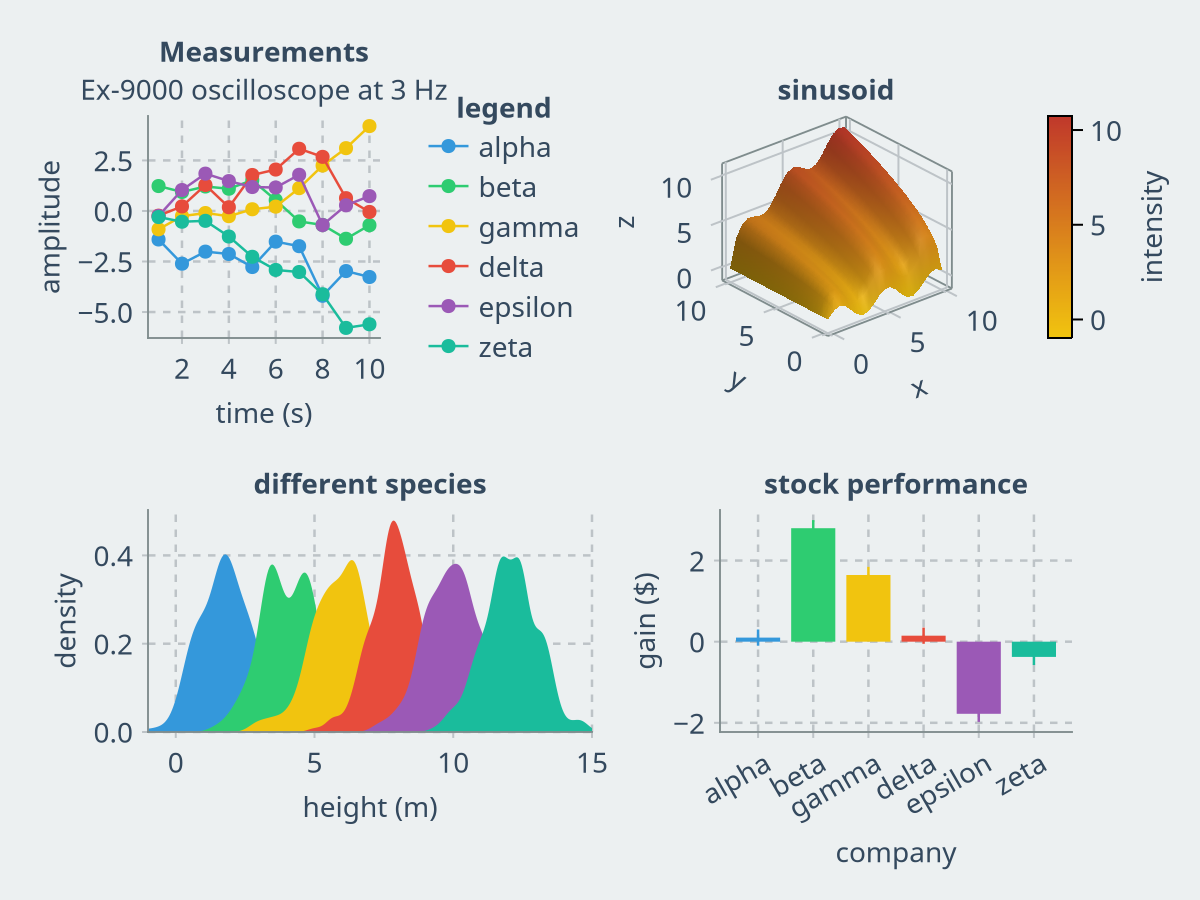 Measurements
Ex-9000 oscilloscope at 3 Hz
amplitude
2.5
0.0
−2.5
−5.0
2 4 6 8 10
time (s)
legend
alpha
beta
gamma
delta
epsilon
zeta
sinusoid
z
10
5
0
10
5
0
y
0
5
10
x
10
5
0
intensity
different species
density
0.4
0.2
0.0
0 5 10 15
height (m)
stock performance
gain ($)
2
0
−2
alpha beta gamma delta epsilon zeta
company